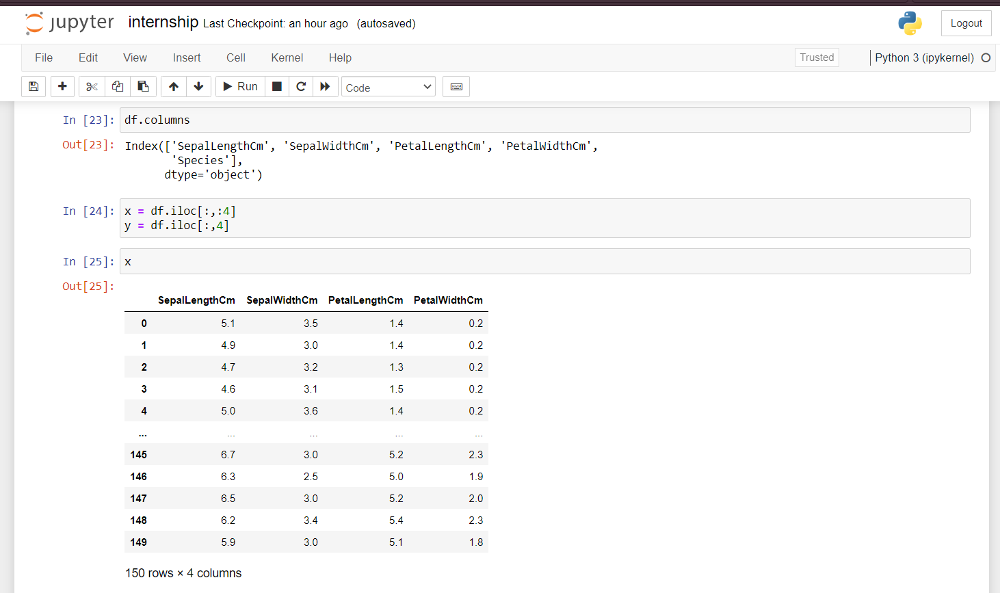 jupyter internship Last Checkpoint: an hour ago (autosaved) Logout
File Edit View Insert Cell Kernel Help Trusted Python 3 (ipykernel)
Run Code
In [23]: df.columns
Out[23]: Index(['SepalLengthCm', 'SepalWidthCm', 'PetalLengthCm', 'PetalWidthCm',
'Species'],
dtype='object')
In [24]: x = df.iloc[:,:4]
y = df.iloc[:,4]
In [25]: x
Out[25]:
SepalLengthCm SepalWidthCm PetalLengthCm PetalWidthCm
0 5.1 3.5 1.4 0.2
1 4.9 3.0 1.4 0.2
2 4.7 3.2 1.3 0.2
3 4.6 3.1 1.5 0.2
4 5.0 3.6 1.4 0.2
... ... ... ... ...
145 6.7 3.0 5.2 2.3
146 6.3 2.5 5.0 1.9
147 6.5 3.0 5.2 2.0
148 6.2 3.4 5.4 2.3
149 5.9 3.0 5.1 1.8
150 rows × 4 columns